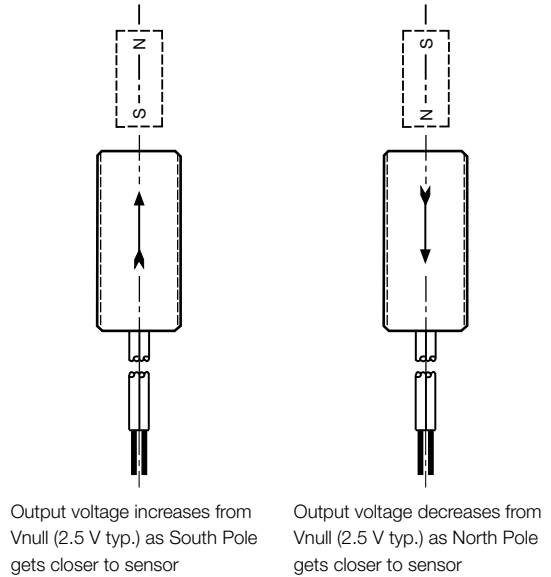 N
S
S
N
Output voltage increases from
Vnull (2.5 V typ.) as South Pole
gets closer to sensor
Output voltage decreases from
Vnull (2.5 V typ.) as North Pole
gets closer to sensor